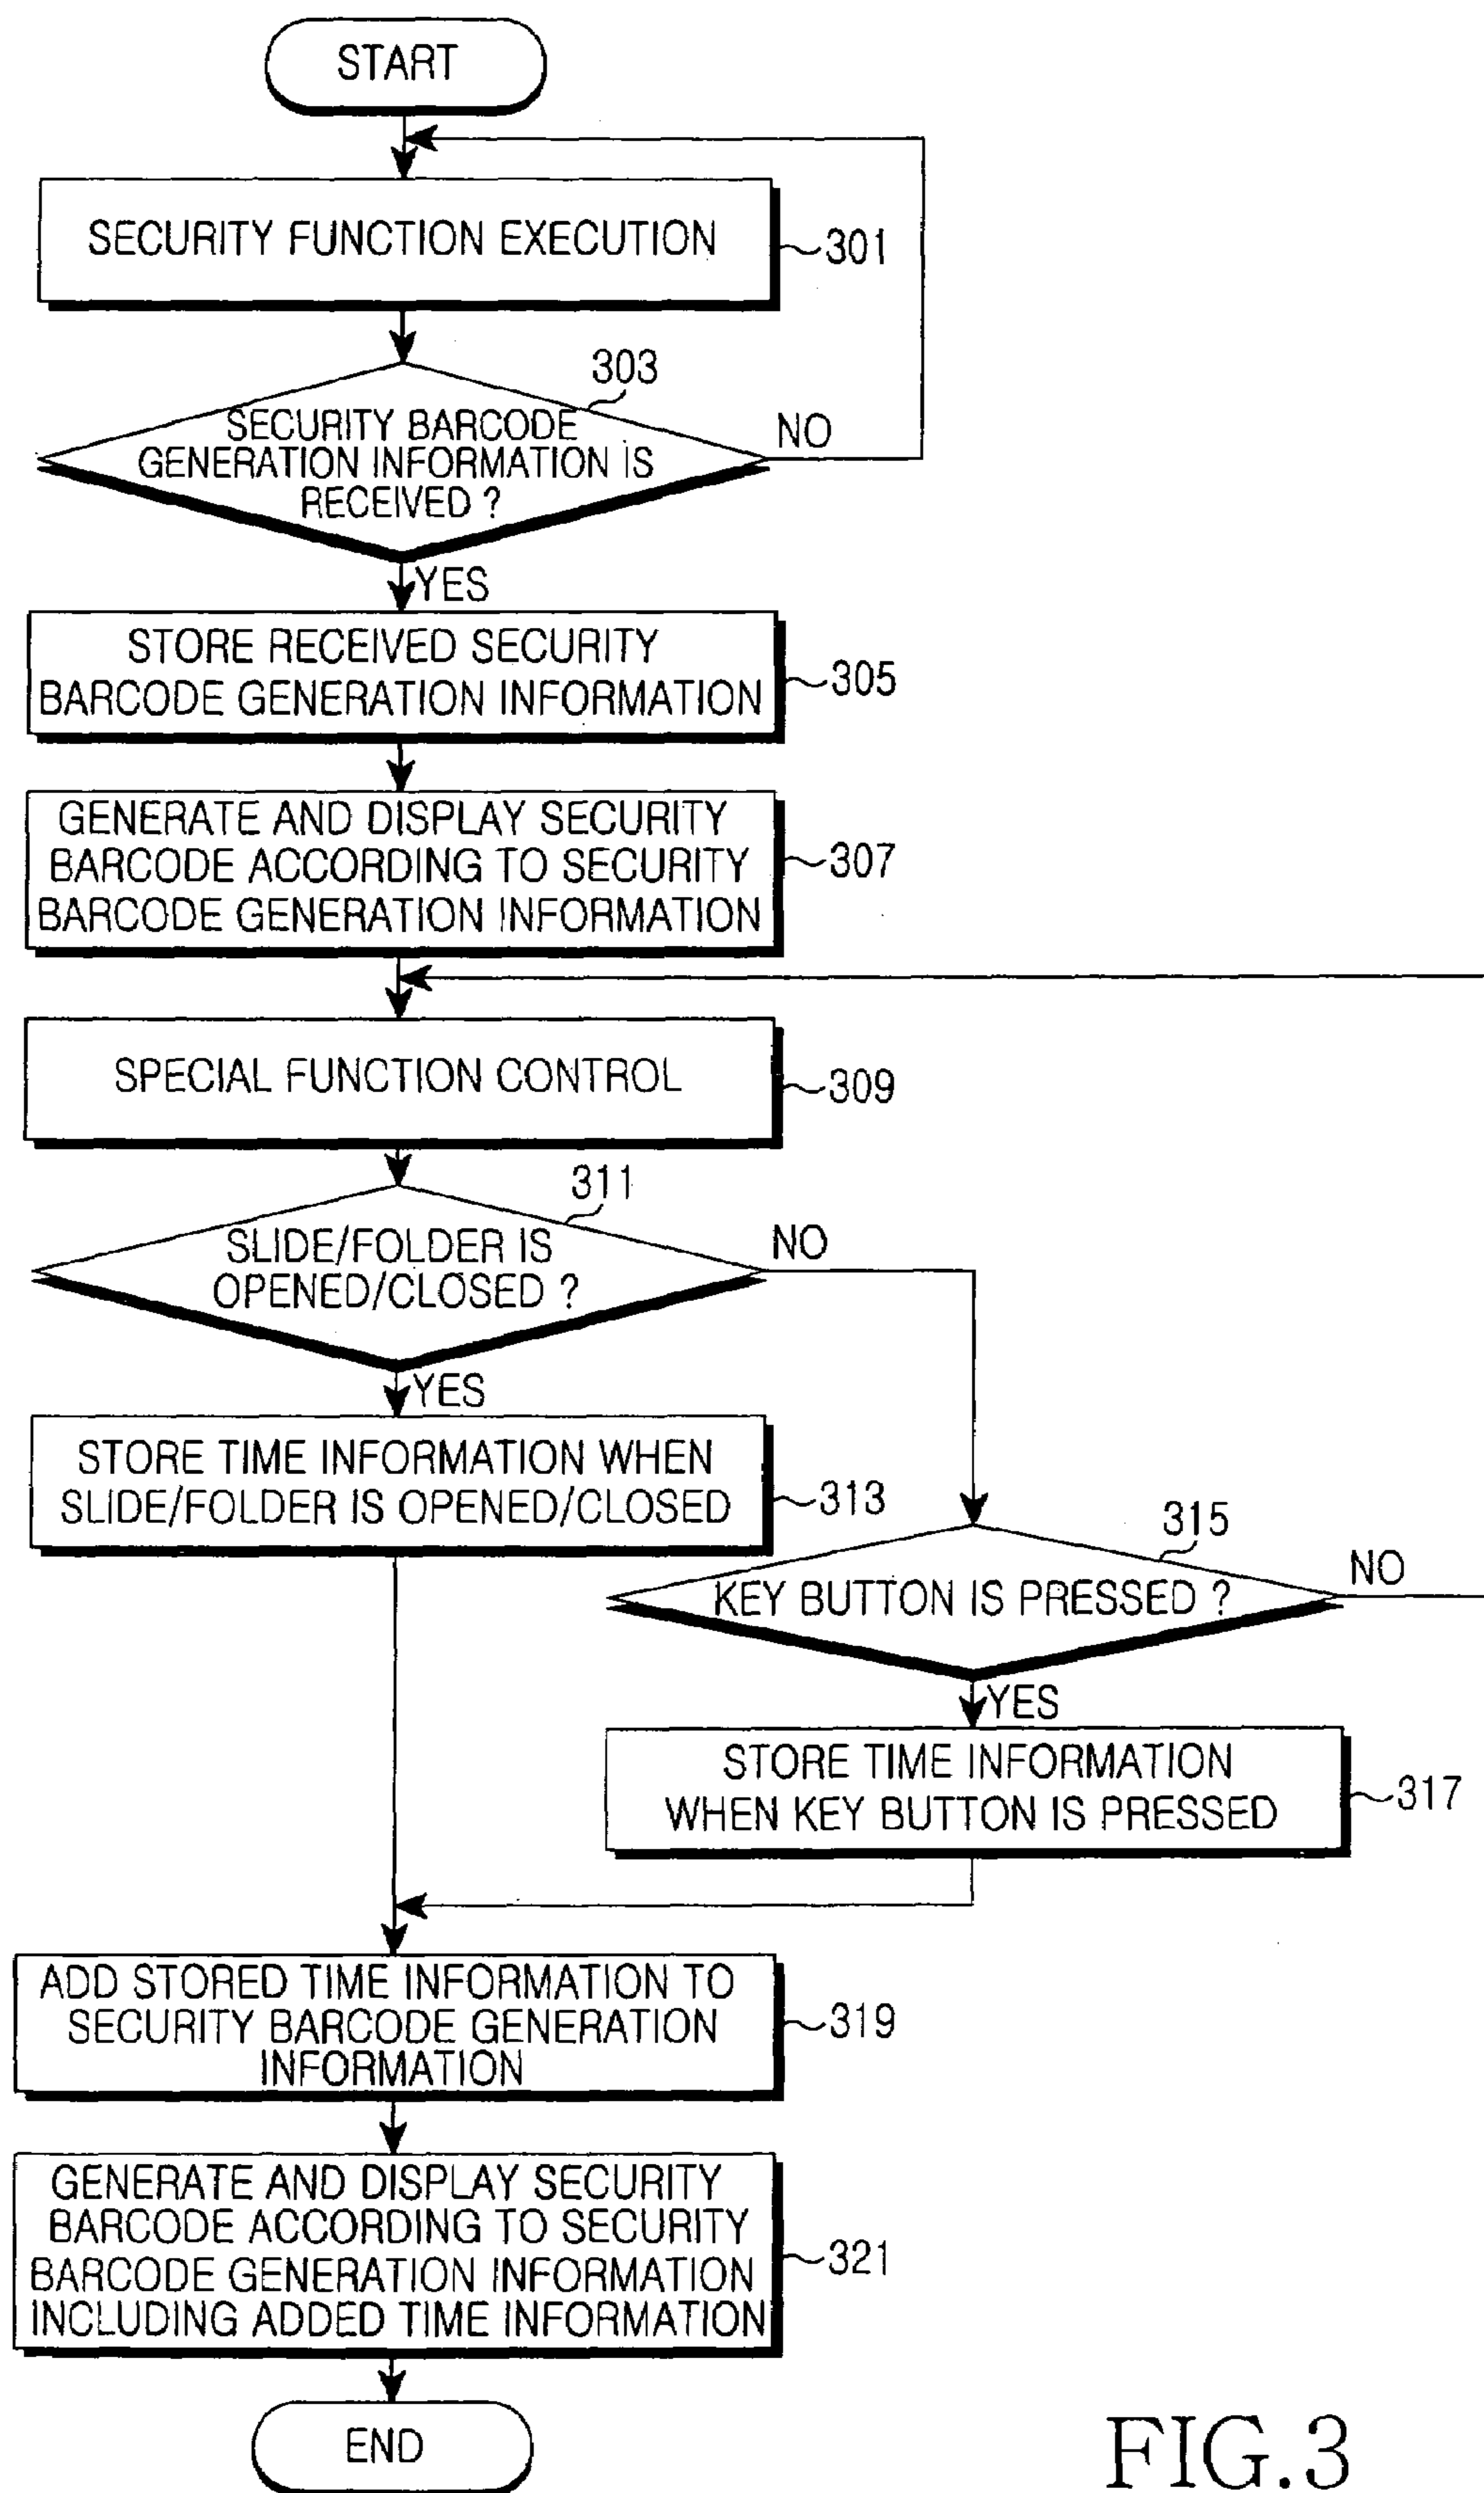 START
SECURITY FUNCTION EXECUTION
301
303
SECURITY BARCODE
GENERATION INFORMATION IS
RECEIVED ?
NO
YES
STORE RECEIVED SECURITY
BARCODE GENERATION INFORMATION
305
GENERATE AND DISPLAY SECURITY
BARCODE ACCORDING TO SECURITY
BARCODE GENERATION INFORMATION
307
SPECIAL FUNCTION CONTROL
309
311
SLIDE/FOLDER IS
OPENED/CLOSED ?
NO
YES
STORE TIME INFORMATION WHEN
SLIDE/FOLDER IS OPENED/CLOSED
313
315
KEY BUTTON IS PRESSED ?
NO
YES
STORE TIME INFORMATION
WHEN KEY BUTTON IS PRESSED
317
ADD STORED TIME INFORMATION TO
SECURITY BARCODE GENERATION
INFORMATION
319
GENERATE AND DISPLAY SECURITY
BARCODE ACCORDING TO SECURITY
BARCODE GENERATION INFORMATION
INCLUDING ADDED TIME INFORMATION
321
END
FIG.3